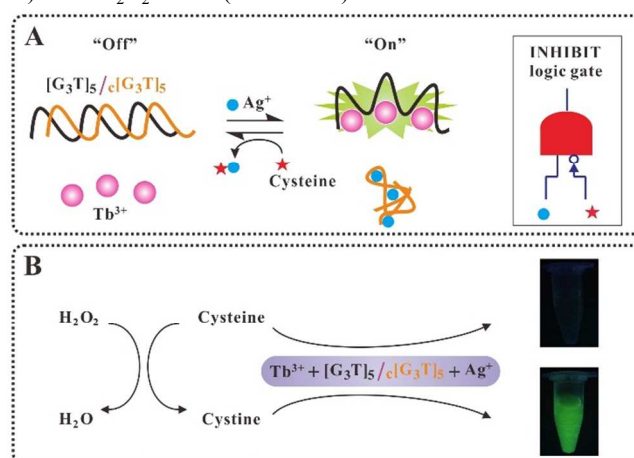 A
"Off"
"On"
INHIBIT
logic gate
[G₃T]₅/c[G₃T]₅
Ag⁺
Cysteine
Tb³⁺
B
H₂O₂
Cysteine
Tb³⁺ + [G₃T]₅/c[G₃T]₅ + Ag⁺
H₂O
Cystine